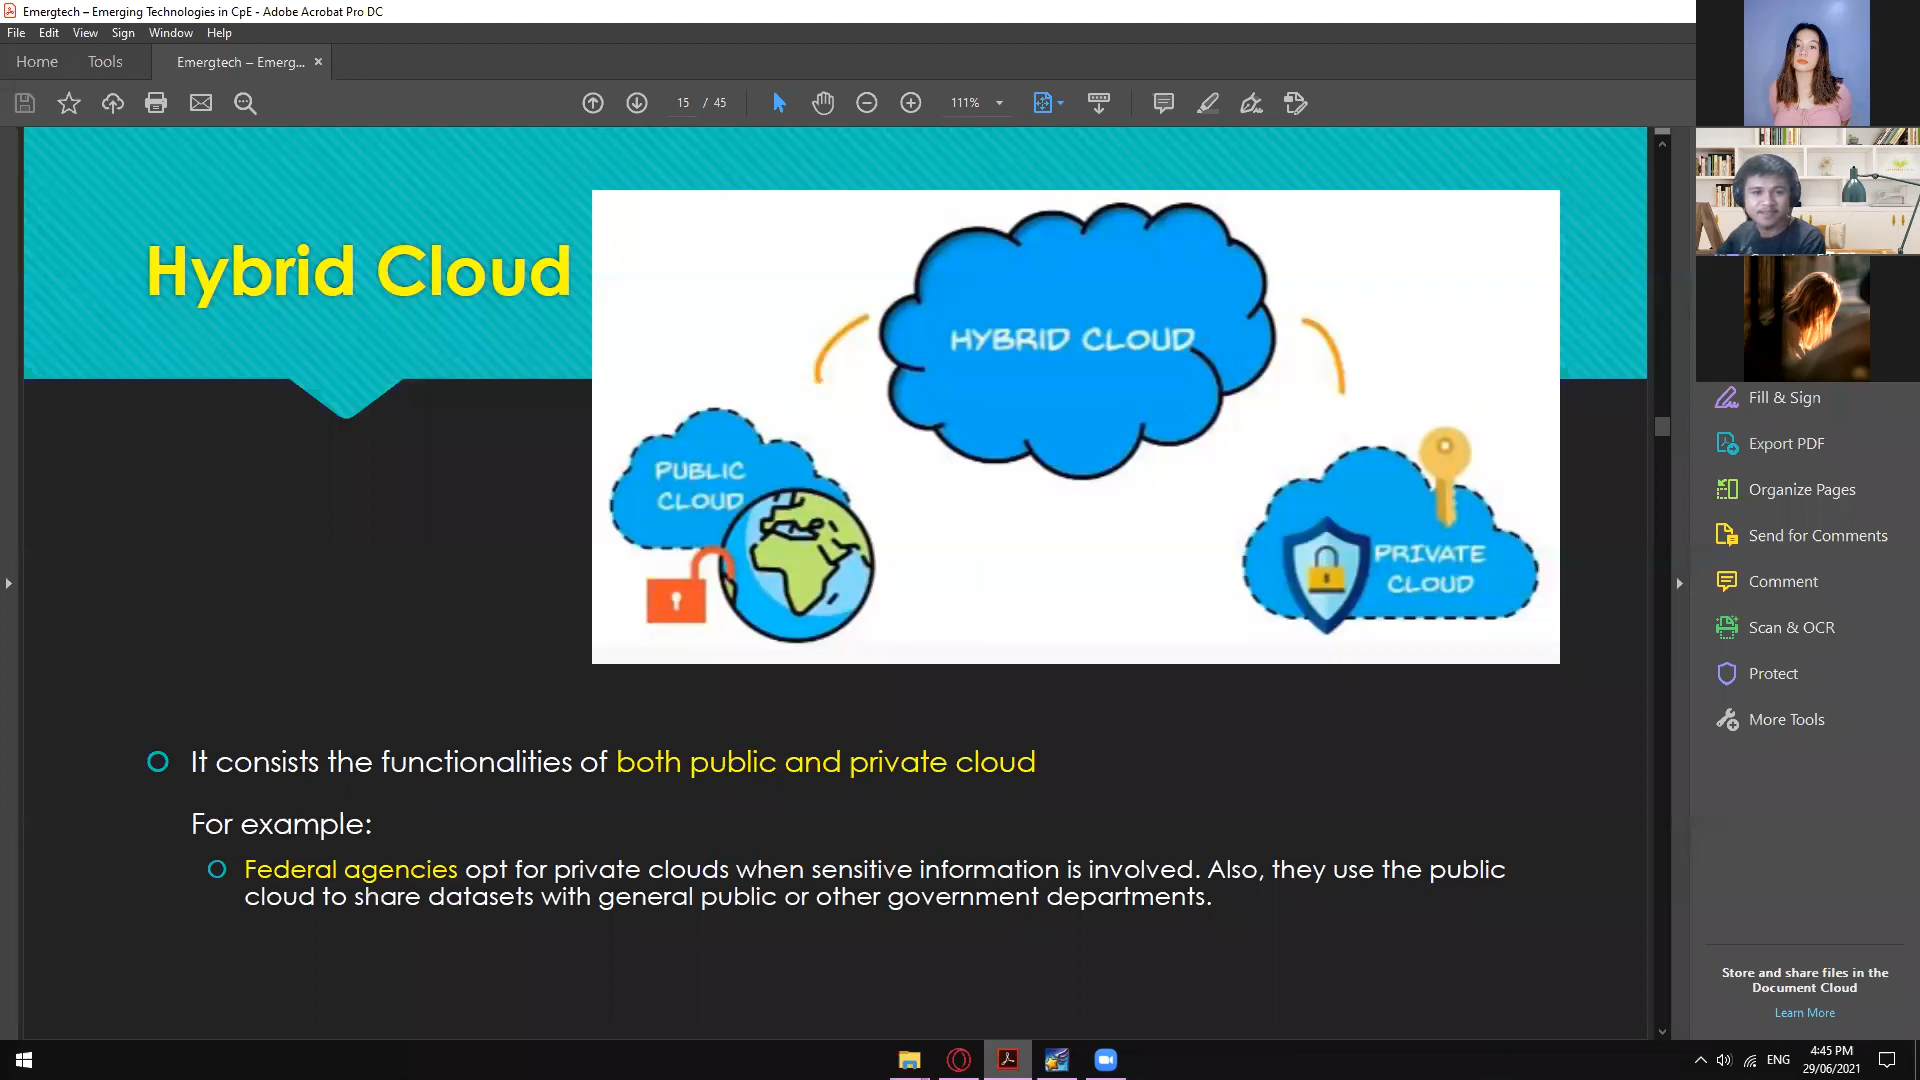 Emergtech – Emerging Technologies in CpE - Adobe Acrobat Pro DC
File Edit View Sign Window Help
Home Tools Emergtech – Emerg... ×
15 / 45 111%
Hybrid Cloud
HYBRID CLOUD
PUBLIC
CLOUD
PRIVATE
CLOUD
It consists the functionalities of both public and private cloud
For example:
Federal agencies opt for private clouds when sensitive information is involved. Also, they use the public
cloud to share datasets with general public or other government departments.
Fill & Sign
Export PDF
Organize Pages
Send for Comments
Comment
Scan & OCR
Protect
More Tools
Store and share files in the
Document Cloud
Learn More
ENG
4:45 PM
29/06/2021